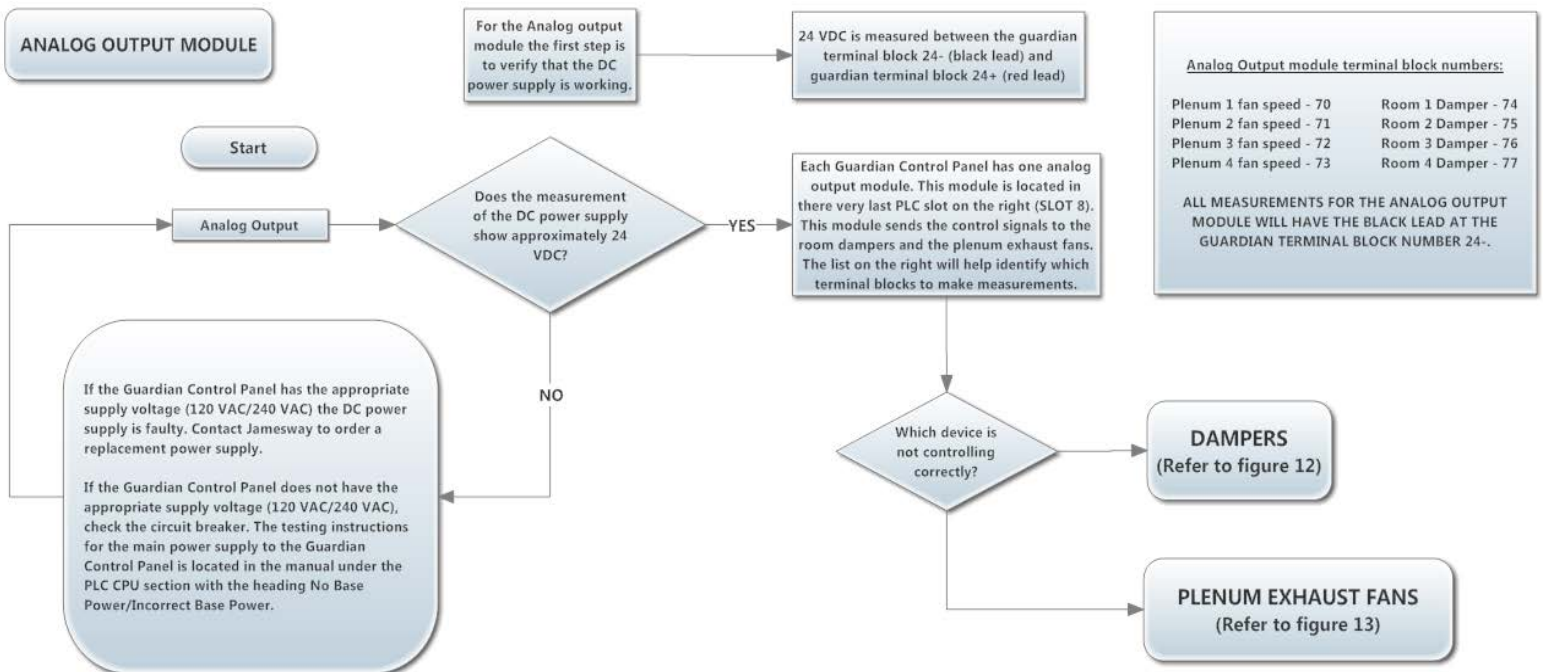 ANALOG OUTPUT MODULE
For the Analog output
module the first step is
to verify that the DC
power supply is working.
24 VDC is measured between the guardian
terminal block 24- (black lead) and
guardian terminal block 24+ (red lead)
Analog Output module terminal block numbers:
Plenum 1 fan speed - 70 Room 1 Damper - 74
Plenum 2 fan speed - 71 Room 2 Damper - 75
Plenum 3 fan speed - 72 Room 3 Damper - 76
Plenum 4 fan speed - 73 Room 4 Damper - 77
ALL MEASUREMENTS FOR THE ANALOG OUTPUT
MODULE WILL HAVE THE BLACK LEAD AT THE
GUARDIAN TERMINAL BLOCK NUMBER 24-.
Start
Analog Output
Does the measurement
of the DC power supply
show approximately 24
VDC?
YES
Each Guardian Control Panel has one analog
output module. This module is located in
there very last PLC slot on the right (SLOT 8).
This module sends the control signals to the
room dampers and the plenum exhaust fans.
The list on the right will help identify which
terminal blocks to make measurements.
NO
If the Guardian Control Panel has the appropriate
supply voltage (120 VAC/240 VAC) the DC power
supply is faulty. Contact Jamesway to order a
replacement power supply.
If the Guardian Control Panel does not have the
appropriate supply voltage (120 VAC/240 VAC),
check the circuit breaker. The testing instructions
for the main power supply to the Guardian
Control Panel is located in the manual under the
PLC CPU section with the heading No Base
Power/Incorrect Base Power.
Which device is
not controlling
correctly?
DAMPERS
(Refer to figure 12)
PLENUM EXHAUST FANS
(Refer to figure 13)